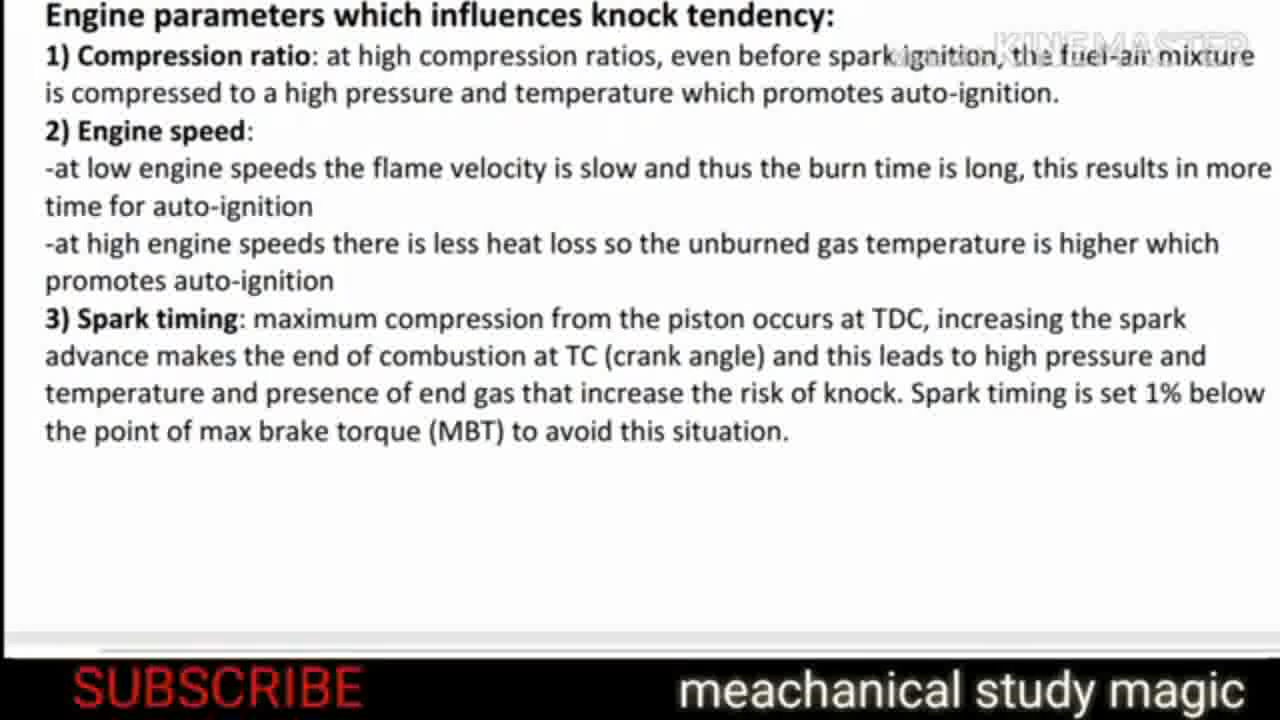 Engine parameters which influences knock tendency:
1) Compression ratio: at high compression ratios, even before spark ignition, the fuel-air mixture
is compressed to a high pressure and temperature which promotes auto-ignition.
2) Engine speed:
-at low engine speeds the flame velocity is slow and thus the burn time is long, this results in more
time for auto-ignition
-at high engine speeds there is less heat loss so the unburned gas temperature is higher which
promotes auto-ignition
3) Spark timing: maximum compression from the piston occurs at TDC, increasing the spark
advance makes the end of combustion at TC (crank angle) and this leads to high pressure and
temperature and presence of end gas that increase the risk of knock. Spark timing is set 1% below
the point of max brake torque (MBT) to avoid this situation.
KINEMASTER
SUBSCRIBE
meachanical study magic